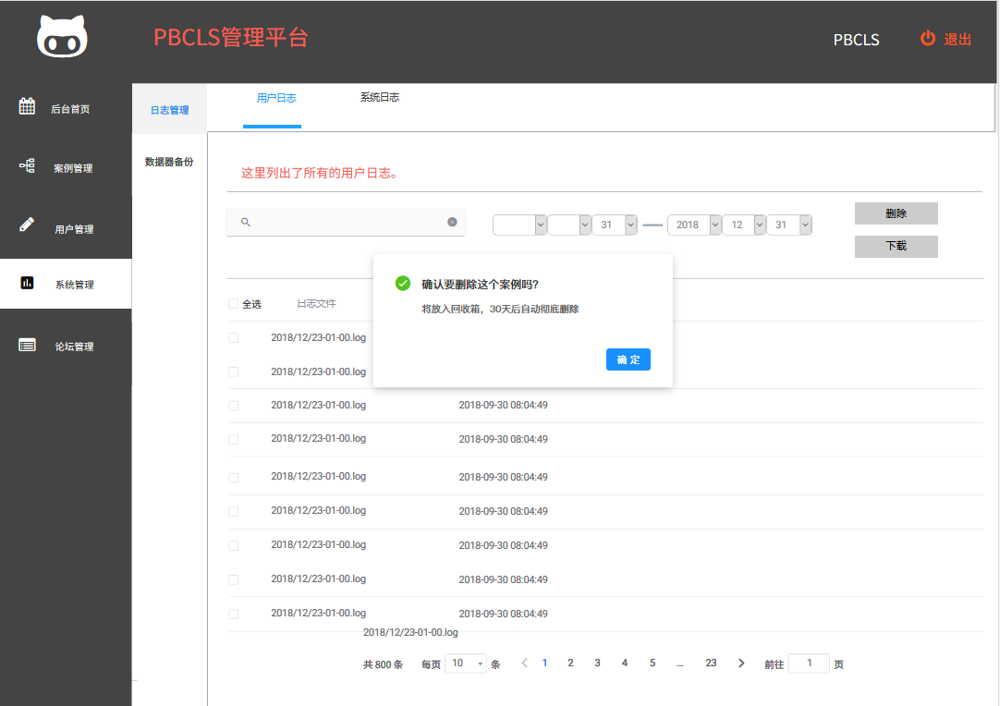 PBCLS管理平台
PBCLS
退出
后台首页
案例管理
用户管理
系统管理
论坛管理
日志管理
数据器备份
用户日志
系统日志
这里列出了所有的用户日志。
31
2018
12
31
删除
下载
确认要删除这个案例吗?
将放入回收箱，30天后自动彻底删除
确 定
全选
日志文件
2018/12/23-01-00.log
2018/12/23-01-00.log
2018/12/23-01-00.log 2018-09-30 08:04:49
2018/12/23-01-00.log 2018-09-30 08:04:49
2018/12/23-01-00.log 2018-09-30 08:04:49
2018/12/23-01-00.log 2018-09-30 08:04:49
2018/12/23-01-00.log 2018-09-30 08:04:49
2018/12/23-01-00.log 2018-09-30 08:04:49
2018/12/23-01-00.log 2018-09-30 08:04:49
2018/12/23-01-00.log
共 800 条 每页 10 条 1 2 3 4 5 ... 23 前往 1 页